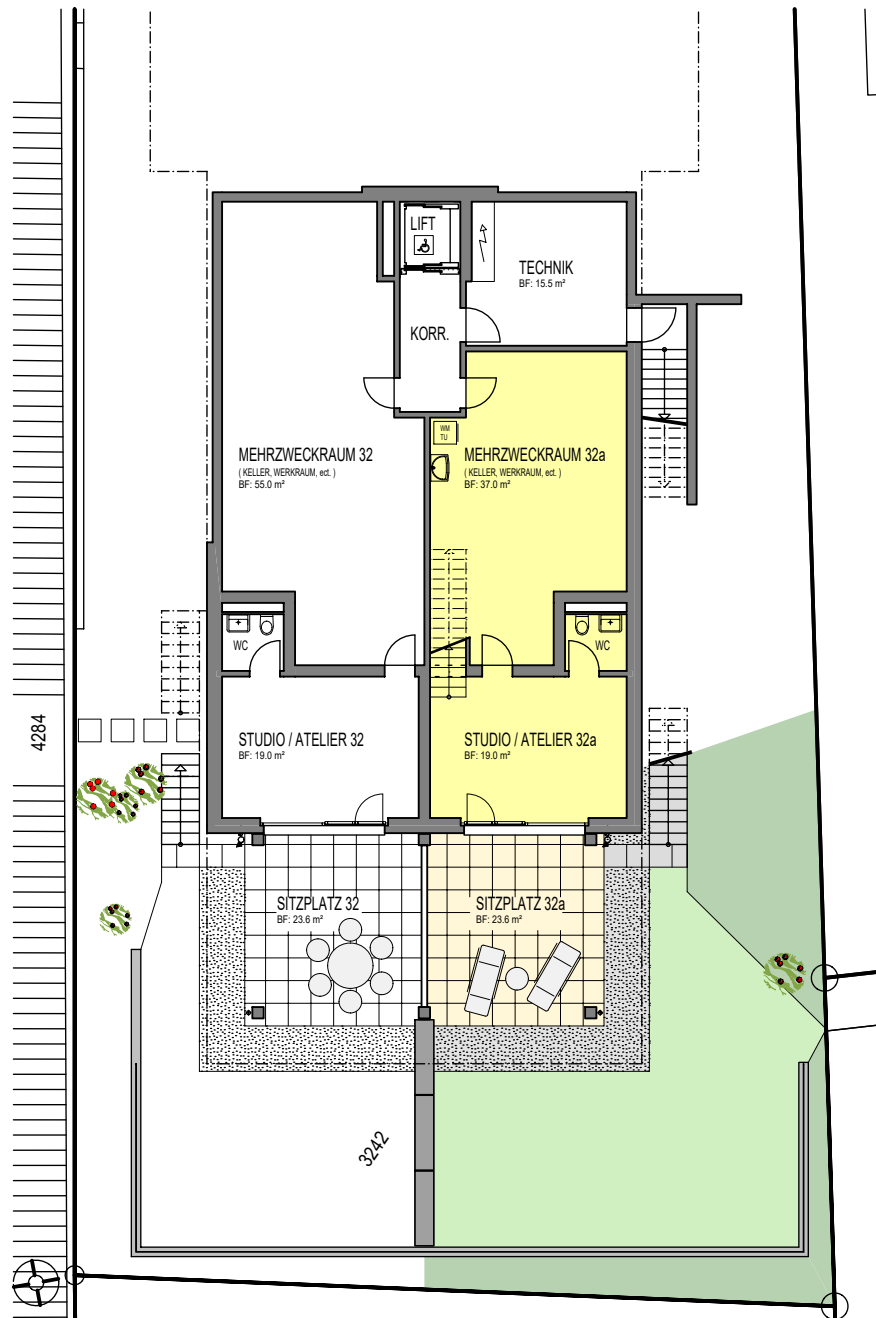 LIFT
TECHNIK
BF: 15.5 m²
KORR.
MEHRZWECKRAUM 32
( KELLER, WERKRAUM, ect. )
BF: 55.0 m²
WM
TU
MEHRZWECKRAUM 32a
( KELLER, WERKRAUM, ect. )
BF: 37.0 m²
WC
WC
4284
STUDIO / ATELIER 32
BF: 19.0 m²
STUDIO / ATELIER 32a
BF: 19.0 m²
SITZPLATZ 32
BF: 23.6 m²
SITZPLATZ 32a
BF: 23.6 m²
3242